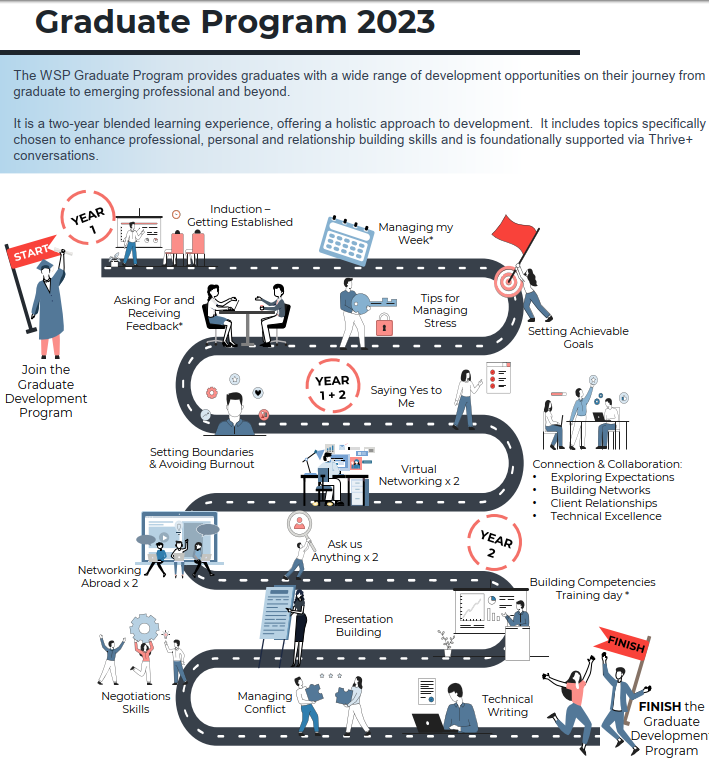 Graduate Program 2023
The WSP Graduate Program provides graduates with a wide range of development opportunities on their journey from
graduate to emerging professional and beyond.
It is a two-year blended learning experience, offering a holistic approach to development.  It includes topics specifically
chosen to enhance professional, personal and relationship building skills and is foundationally supported via Thrive+
conversations.
START
Join the
Graduate
Development
Program
YEAR
1
Induction –
Getting Established
Managing my
Week*
Setting Achievable
Goals
Tips for
Managing
Stress
Asking For and
Receiving
Feedback*
Setting Boundaries
& Avoiding Burnout
YEAR
1 + 2
Saying Yes to
Me
Connection & Collaboration:
• Exploring Expectations
• Building Networks
• Client Relationships
• Technical Excellence
Virtual
Networking x 2
Networking
Abroad x 2
Ask us
Anything x 2
YEAR
2
Building Competencies
Training day *
Presentation
Building
Negotiations
Skills
Managing
Conflict
Technical
Writing
FINISH
FINISH the
Graduate
Development
Program